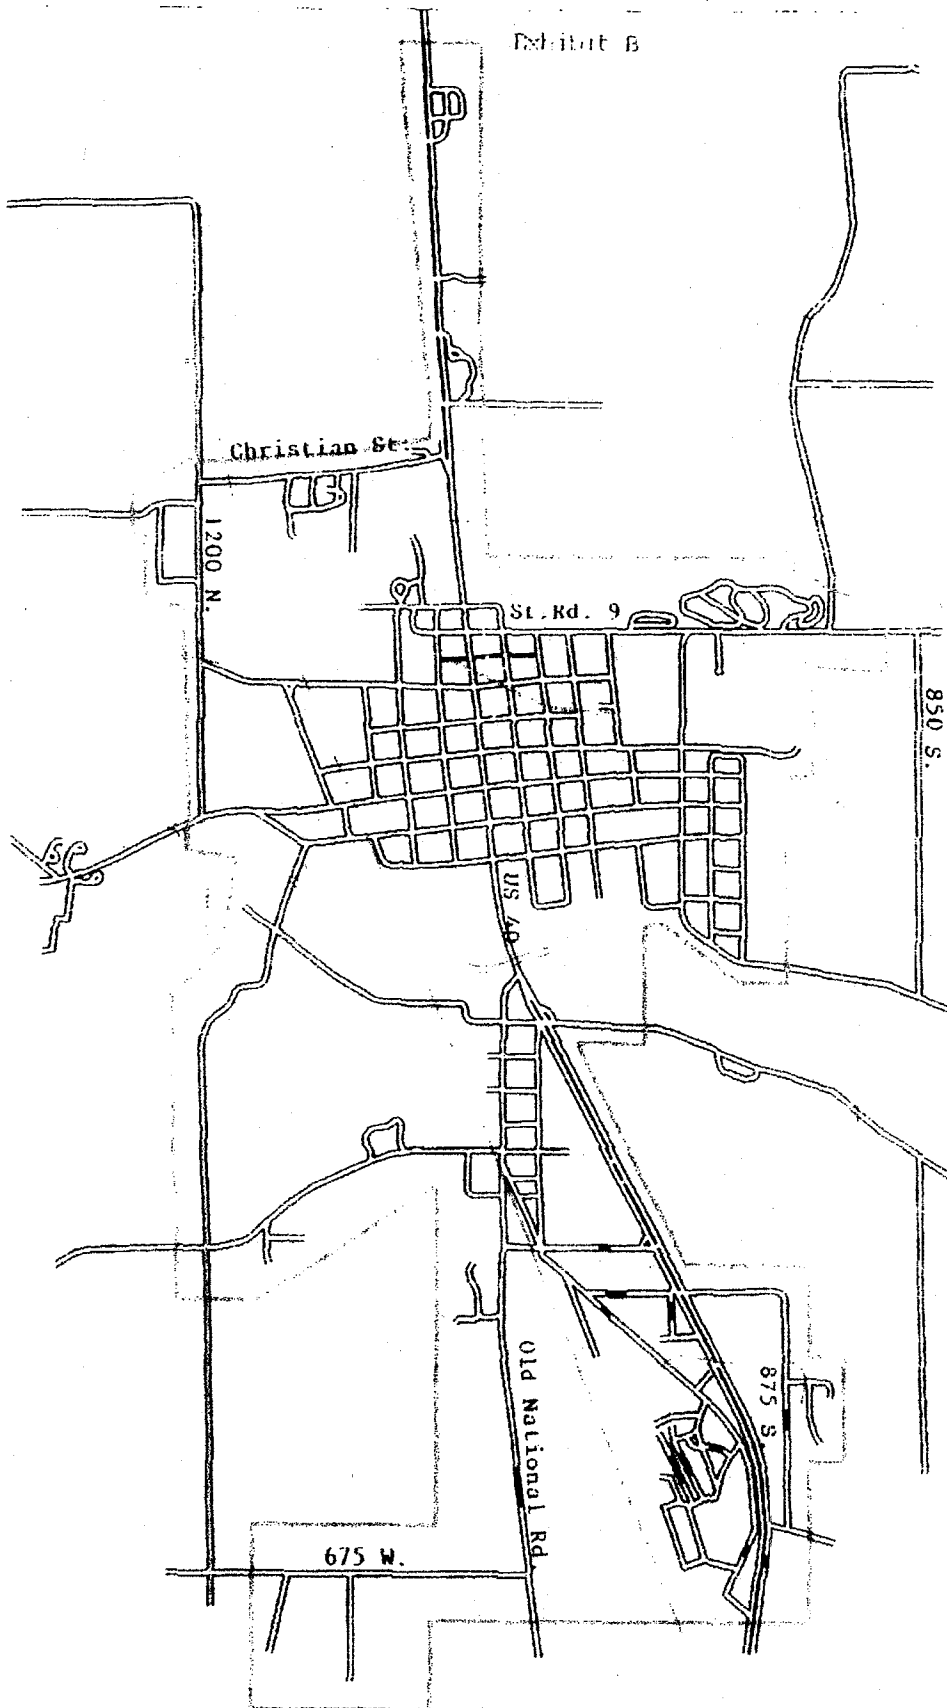 Exhibit B
Christian St.
1200 N.
St.Rd. 9
850 S.
US 40
875 S.
Old National Rd.
675 W.